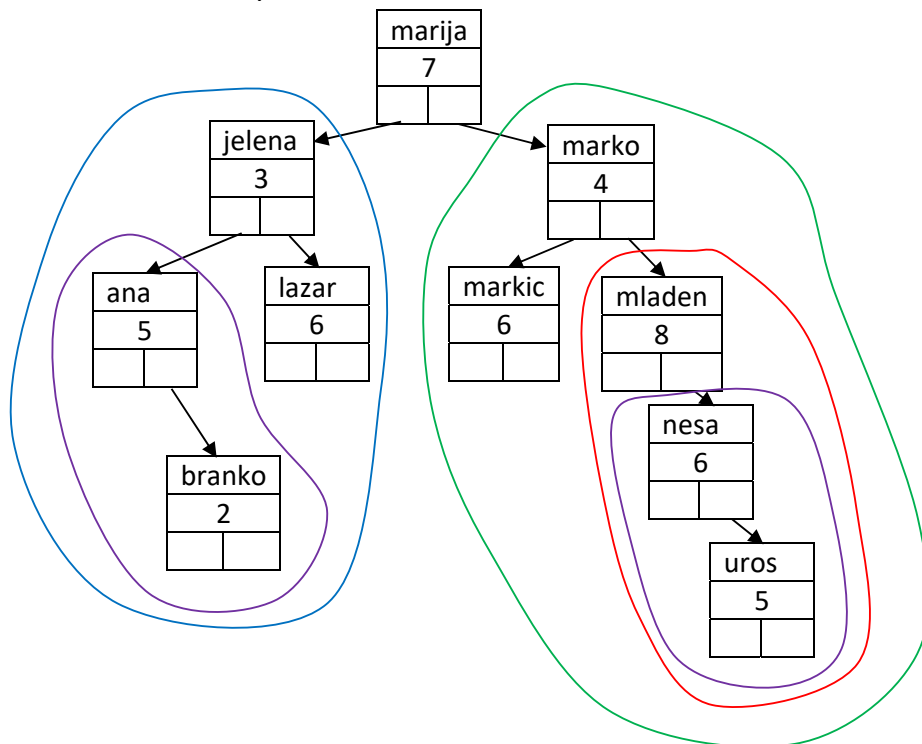 marija
7
jelena
3
marko
4
ana
5
lazar
6
markic
6
mladen
8
branko
2
nesa
6
uros
5